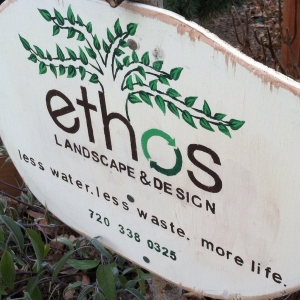 ethos
LANDSCAPE & DESIGN
less water. less waste. more life.
720 338 0325